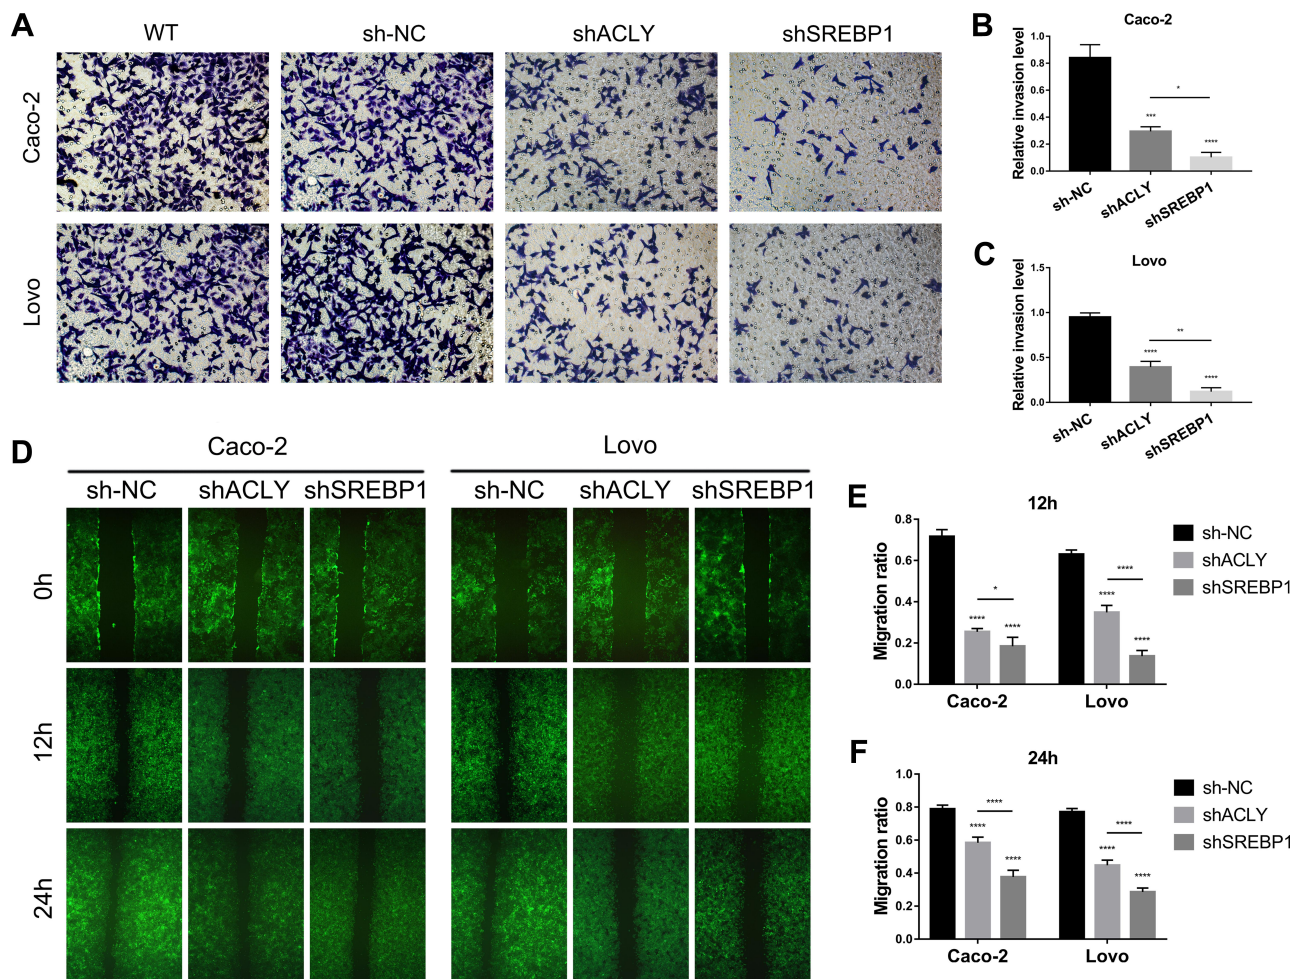 A
WT
sh-NC
shACLY
shSREBP1
Caco-2
Lovo
B
Caco-2
Relative invasion level
1.0
0.8
0.6
0.4
0.2
0.0
*
***
****
sh-NC
shACLY
shSREBP1
C
Lovo
Relative invasion level
1.5
1.0
0.5
0.0
**
****
****
sh-NC
shACLY
shSREBP1
D
Caco-2
Lovo
sh-NC
shACLY
shSREBP1
sh-NC
shACLY
shSREBP1
0h
12h
24h
E
12h
Migration ratio
0.8
0.6
0.4
0.2
0.0
*
****
****
****
****
****
Caco-2
Lovo
sh-NC
shACLY
shSREBP1
F
24h
Migration ratio
1.0
0.8
0.6
0.4
0.2
0.0
****
****
****
****
****
****
Caco-2
Lovo
sh-NC
shACLY
shSREBP1